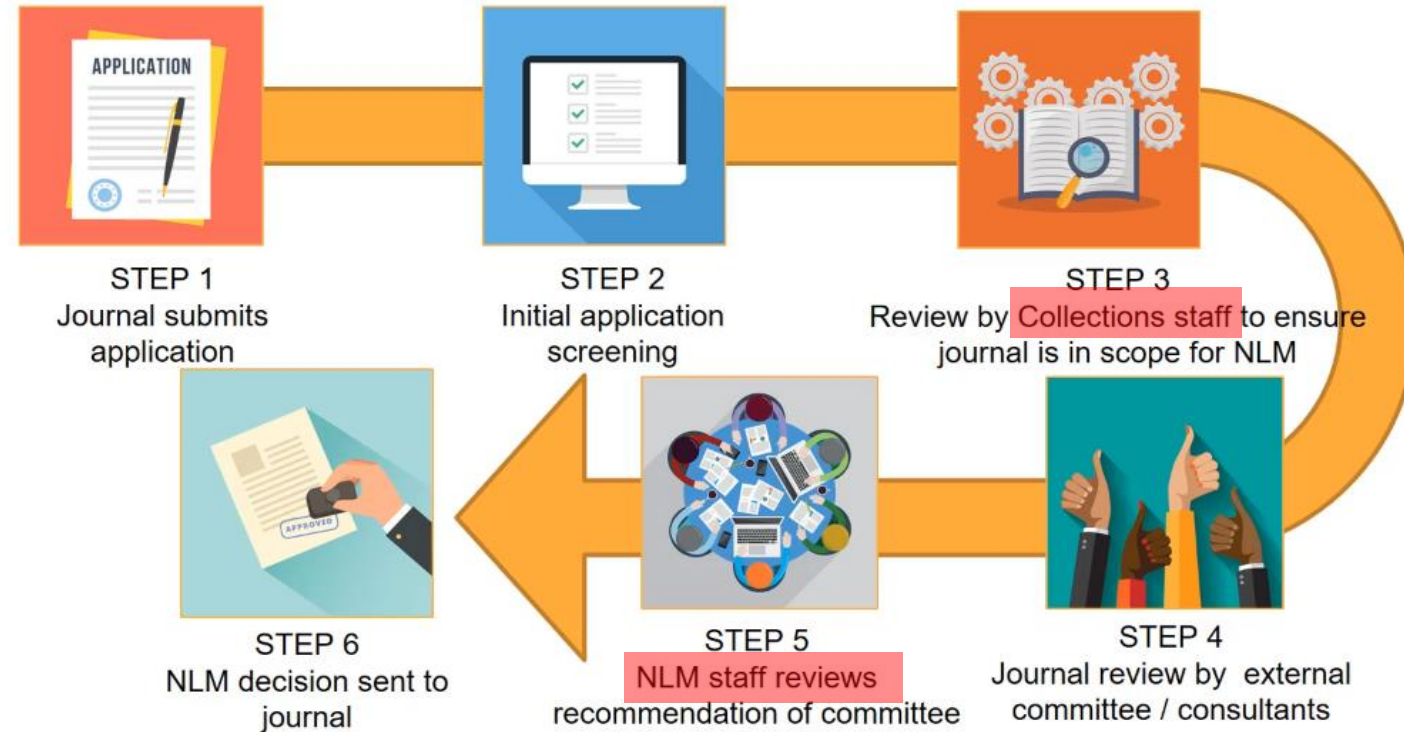 APPLICATION
STEP 1
Journal submits
application
STEP 2
Initial application
screening
STEP 3
Review by Collections staff to ensure
journal is in scope for NLM
STEP 4
Journal review by external
committee / consultants
STEP 5
NLM staff reviews
recommendation of committee
APPROVED
STEP 6
NLM decision sent to
journal